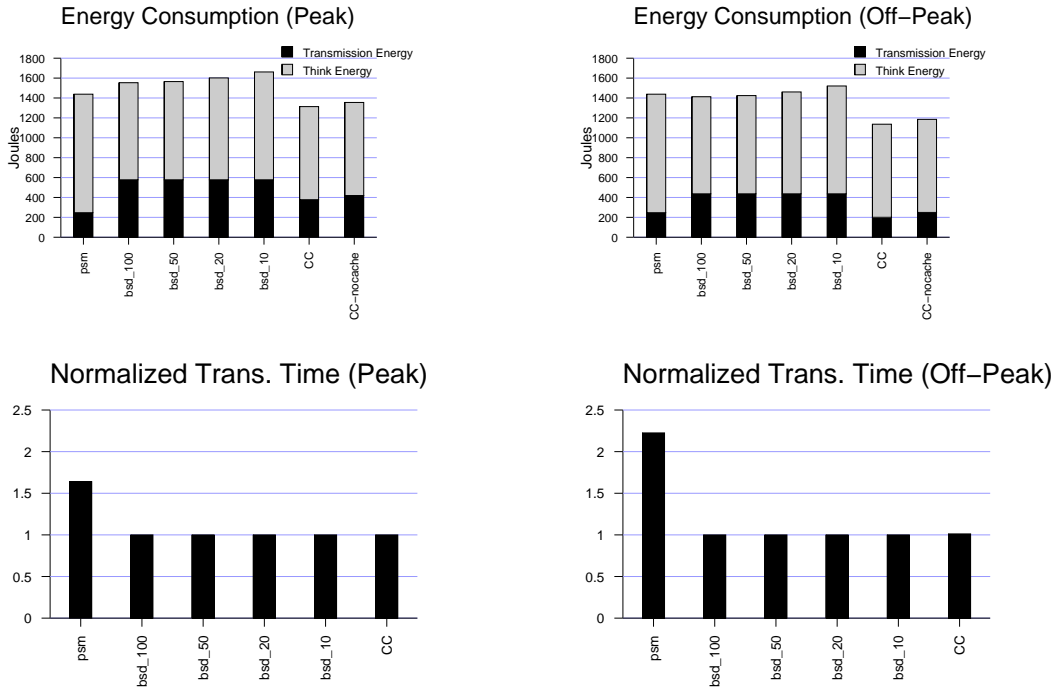 Energy Consumption (Peak)
Transmission Energy
Think Energy
Joules
1800
1600
1400
1200
1000
800
600
400
200
0
psm
bsd_100
bsd_50
bsd_20
bsd_10
CC
CC−nocache
Energy Consumption (Off−Peak)
Transmission Energy
Think Energy
Joules
1800
1600
1400
1200
1000
800
600
400
200
0
psm
bsd_100
bsd_50
bsd_20
bsd_10
CC
CC−nocache
Normalized Trans. Time (Peak)
2.5
2
1.5
1
0.5
0
psm
bsd_100
bsd_50
bsd_20
bsd_10
CC
Normalized Trans. Time (Off−Peak)
2.5
2
1.5
1
0.5
0
psm
bsd_100
bsd_50
bsd_20
bsd_10
CC